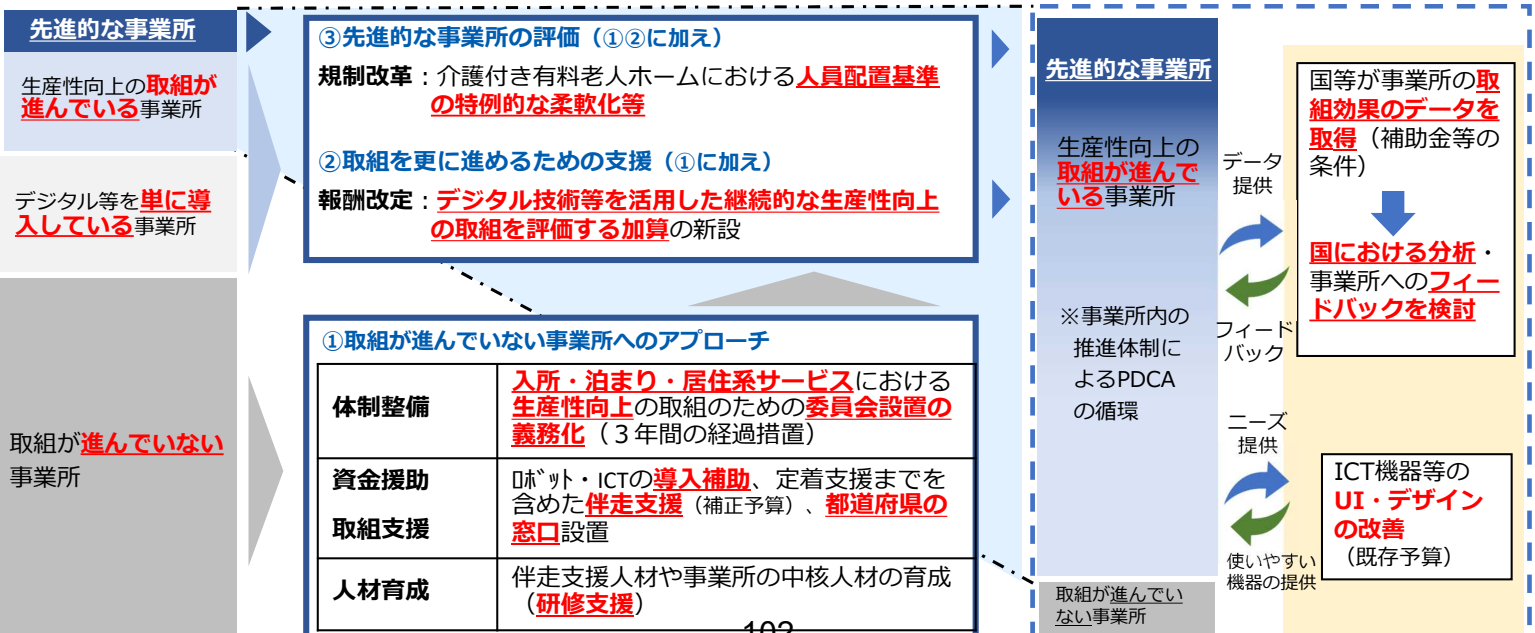 先進的な事業所
生産性向上の取組が
進んでいる事業所
デジタル等を単に導
入している事業所
取組が進んでいない
事業所
③先進的な事業所の評価（①②に加え）
規制改革：介護付き有料老人ホームにおける人員配置基準
の特例的な柔軟化等
②取組を更に進めるための支援（①に加え）
報酬改定：デジタル技術等を活用した継続的な生産性向上
の取組を評価する加算の新設
①取組が進んでいない事業所へのアプローチ
体制整備
入所・泊まり・居住系サービスにおける
生産性向上の取組のための委員会設置の
義務化（３年間の経過措置）
資金援助
取組支援
ﾛﾎﾞｯﾄ・ICTの導入補助、定着支援までを
含めた伴走支援（補正予算）、都道府県の
窓口設置
人材育成
伴走支援人材や事業所の中核人材の育成
（研修支援）
先進的な事業所
生産性向上の
取組が進んで
いる事業所
※事業所内の
推進体制に
よるPDCA
の循環
取組が進んでい
ない事業所
データ
提供
フィード
バック
ニーズ
提供
使いやすい
機器の提供
国等が事業所の取
組効果のデータを
取得（補助金等の
条件）
国における分析・
事業所へのフィー
ドバックを検討
ICT機器等の
UI・デザイン
の改善
（既存予算）